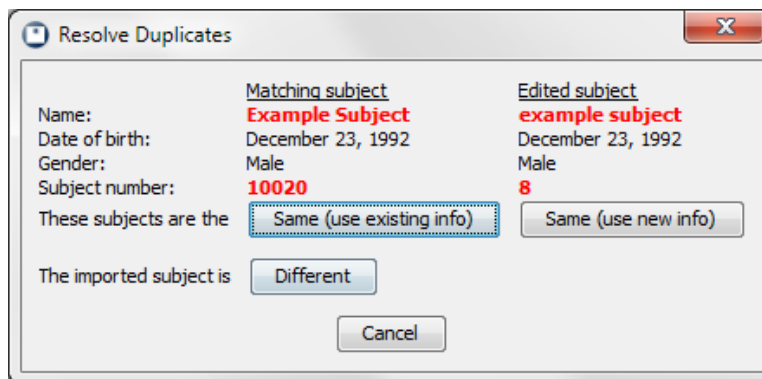 Resolve Duplicates
Matching subject Edited subject
Name: Example Subject example subject
Date of birth: December 23, 1992 December 23, 1992
Gender: Male Male
Subject number: 10020 8
These subjects are the Same (use existing info) Same (use new info)
The imported subject is Different
Cancel